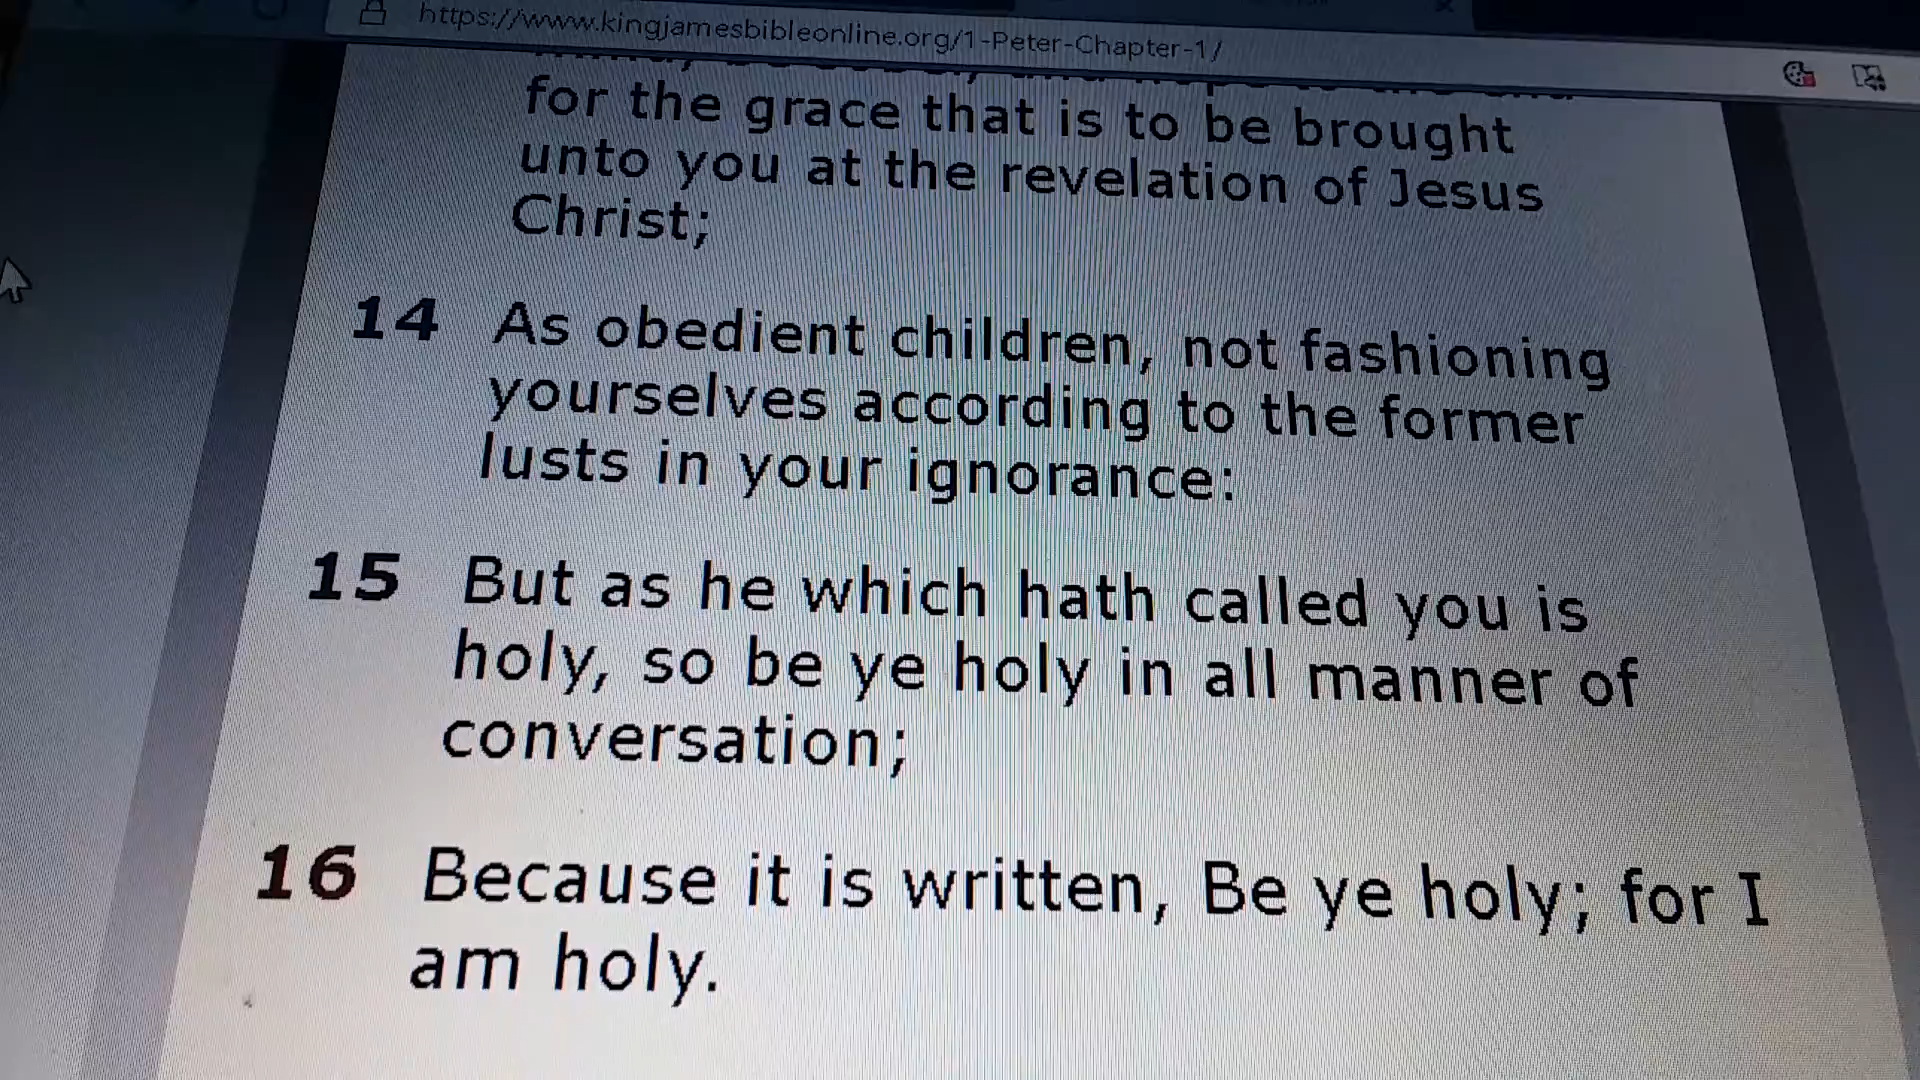 https://www.kingjamesbibleonline.org/1-Peter-Chapter-1/
for the grace that is to be brought
unto you at the revelation of Jesus
Christ;
14 As obedient children, not fashioning
yourselves according to the former
lusts in your ignorance:
15 But as he which hath called you is
holy, so be ye holy in all manner of
conversation;
16 Because it is written, Be ye holy; for I
am holy.